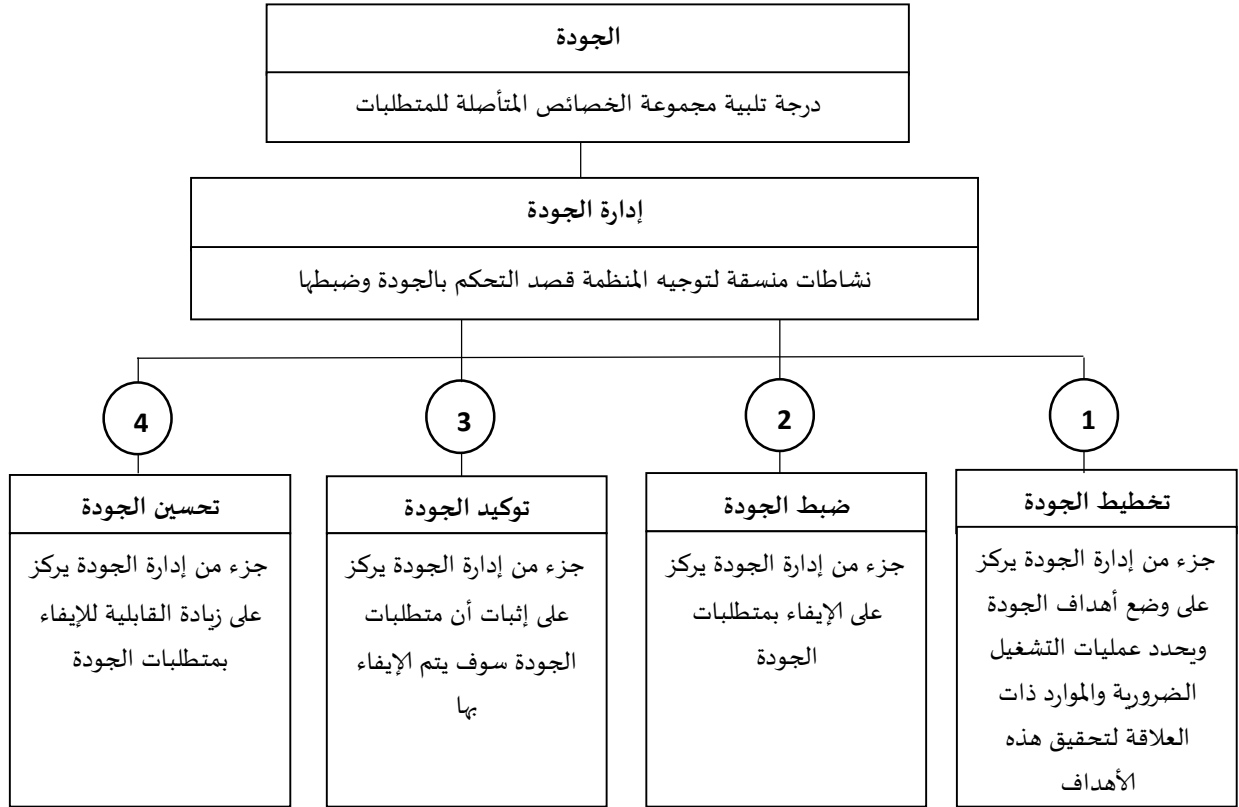 الجودة
درجة تلبية مجموعة الخصائص المتأصلة للمتطلبات
إدارة الجودة
نشاطات منسقة لتوجيه المنظمة قصد التحكم بالجودة وضبطها
1
تخطيط الجودة
جزء من إدارة الجودة يركز
على وضع أهداف الجودة
ويحدد عمليات التشغيل
الضرورية والموارد ذات
العلاقة لتحقيق هذه
الأهداف
2
ضبط الجودة
جزء من إدارة الجودة يركز
على الإيفاء بمتطلبات
الجودة
3
توكيد الجودة
جزء من إدارة الجودة يركز
على إثبات أن متطلبات
الجودة سوف يتم الإيفاء
بها
4
تحسين الجودة
جزء من إدارة الجودة يركز
على زيادة القابلية للإيفاء
بمتطلبات الجودة